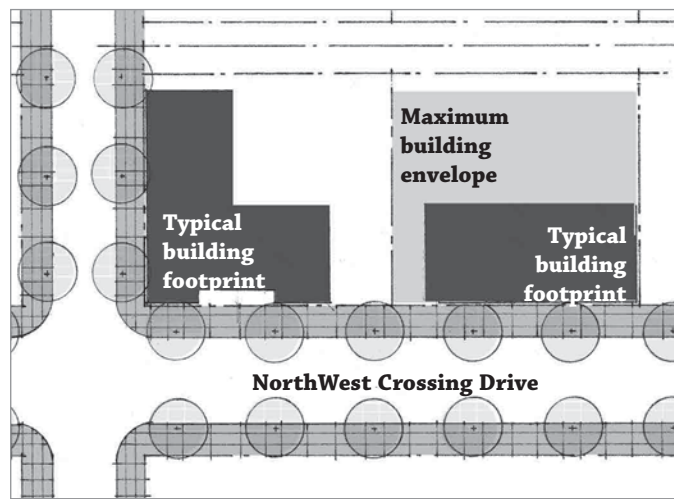 Maximum
building
envelope
Typical
building
footprint
Typical
building
footprint
NorthWest Crossing Drive